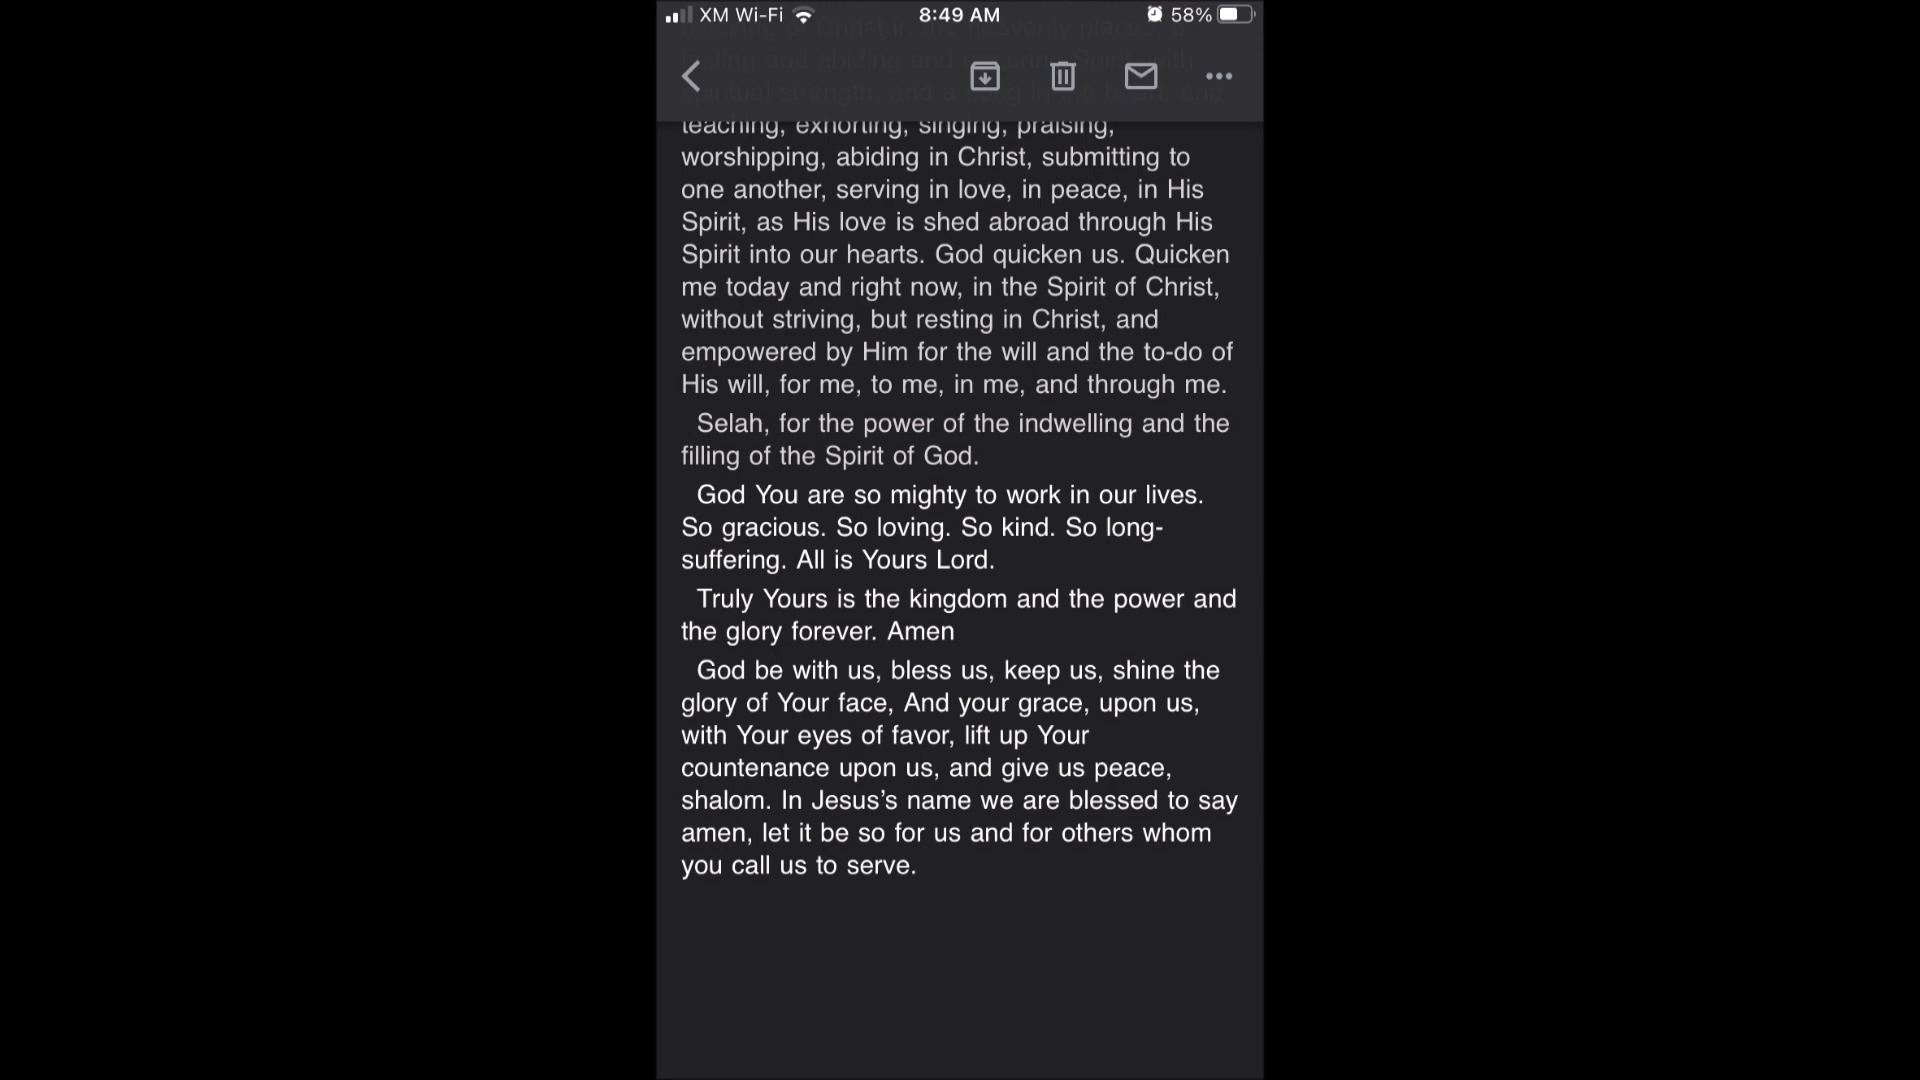 XM Wi-Fi 8:49 AM 58%
teaching, exhorting, singing, praising,
worshipping, abiding in Christ, submitting to
one another, serving in love, in peace, in His
Spirit, as His love is shed abroad through His
Spirit into our hearts. God quicken us. Quicken
me today and right now, in the Spirit of Christ,
without striving, but resting in Christ, and
empowered by Him for the will and the to-do of
His will, for me, to me, in me, and through me.
Selah, for the power of the indwelling and the
filling of the Spirit of God.
God You are so mighty to work in our lives.
So gracious. So loving. So kind. So long-
suffering. All is Yours Lord.
Truly Yours is the kingdom and the power and
the glory forever. Amen
God be with us, bless us, keep us, shine the
glory of Your face, And your grace, upon us,
with Your eyes of favor, lift up Your
countenance upon us, and give us peace,
shalom. In Jesus’s name we are blessed to say
amen, let it be so for us and for others whom
you call us to serve.